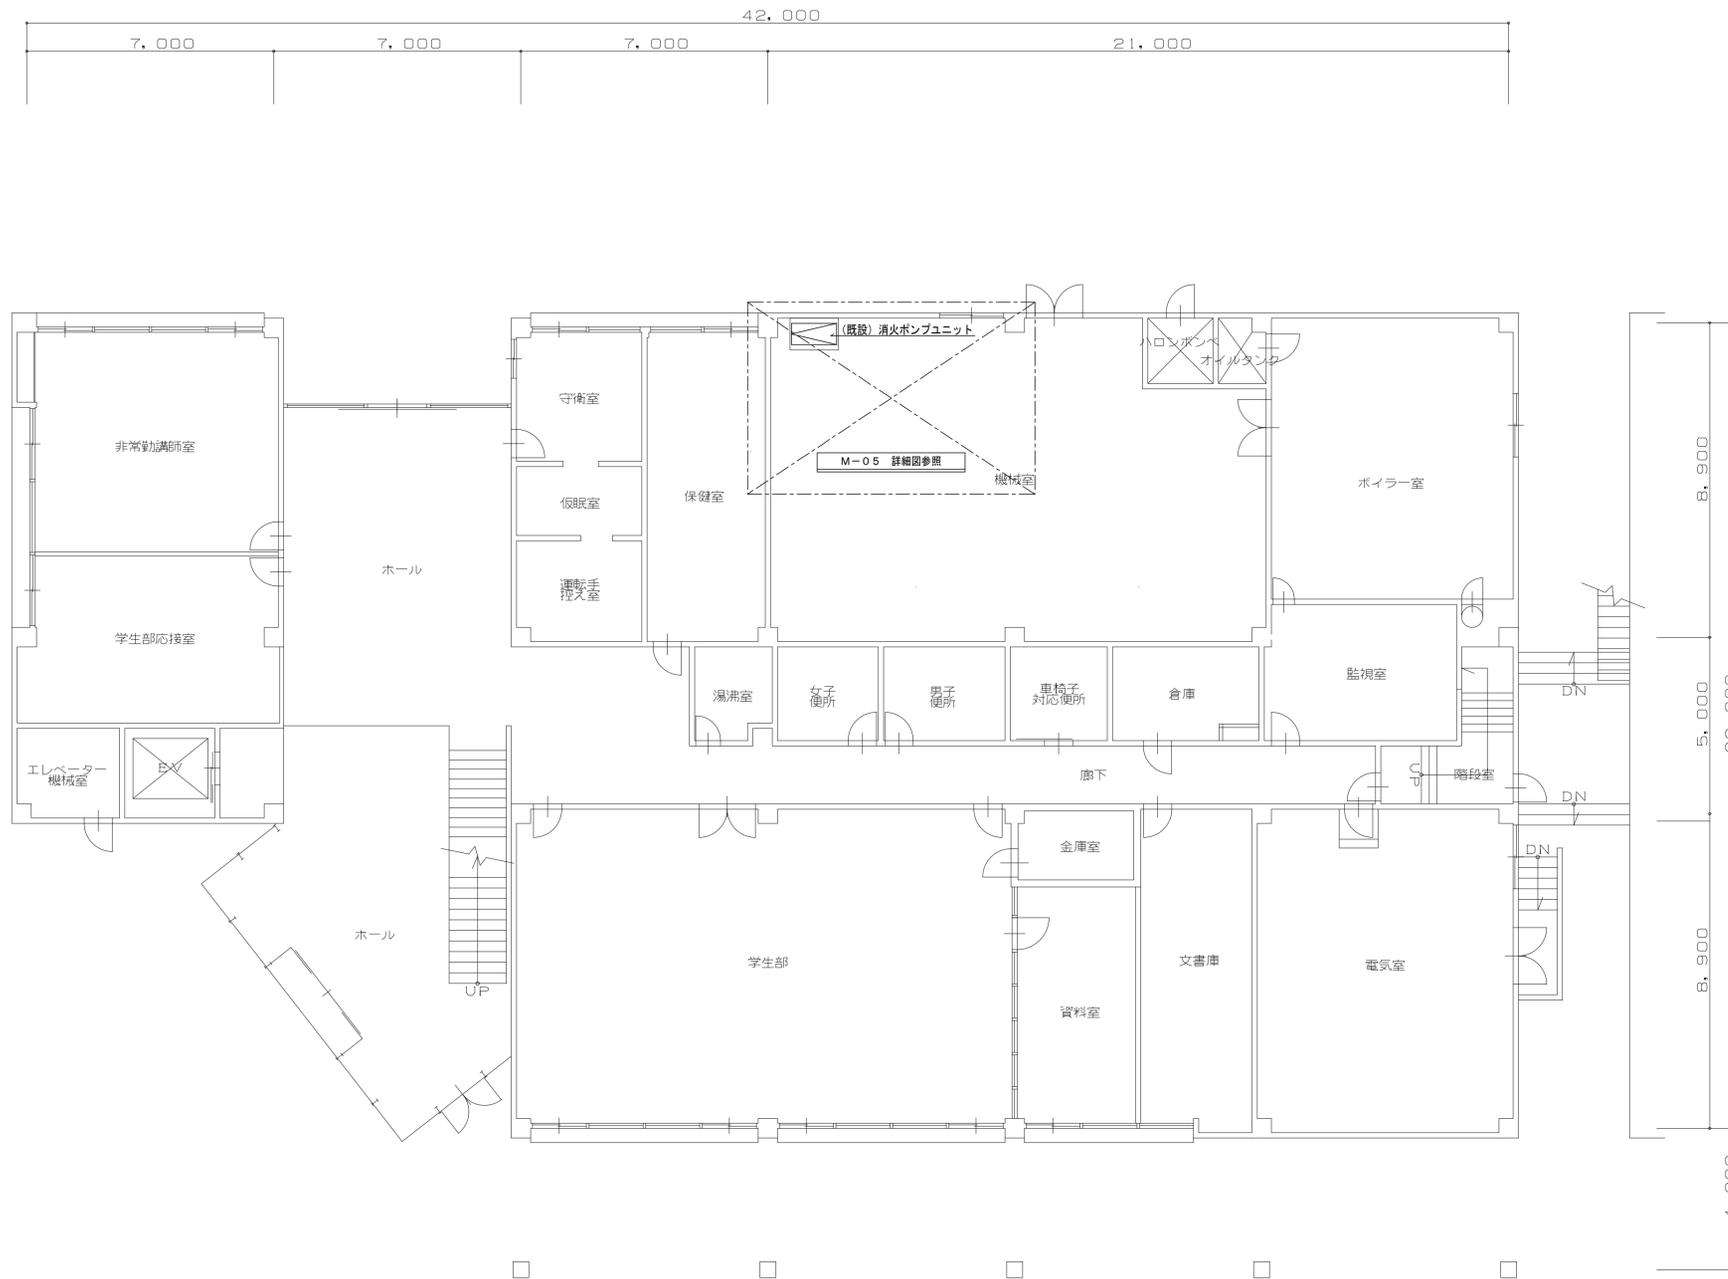 42,000
7,000
7,000
7,000
21,000
(既設) 消火ポンプユニット
ハロンボンベ
オイルタンク
守衛室
非常勤講師室
M-05 詳細図参照
機械室
ボイラー室
保健室
仮眠室
8,900
ホール
運転手
控え室
学生部応接室
湯沸室
女子
便所
男子
便所
車椅子
対応便所
倉庫
監視室
DN
5,000
エレベーター
機械室
EV
廊下
UP
階段室
DN
金庫室
DN
ホール
学生部
文書庫
電気室
8,900
UP
資料室